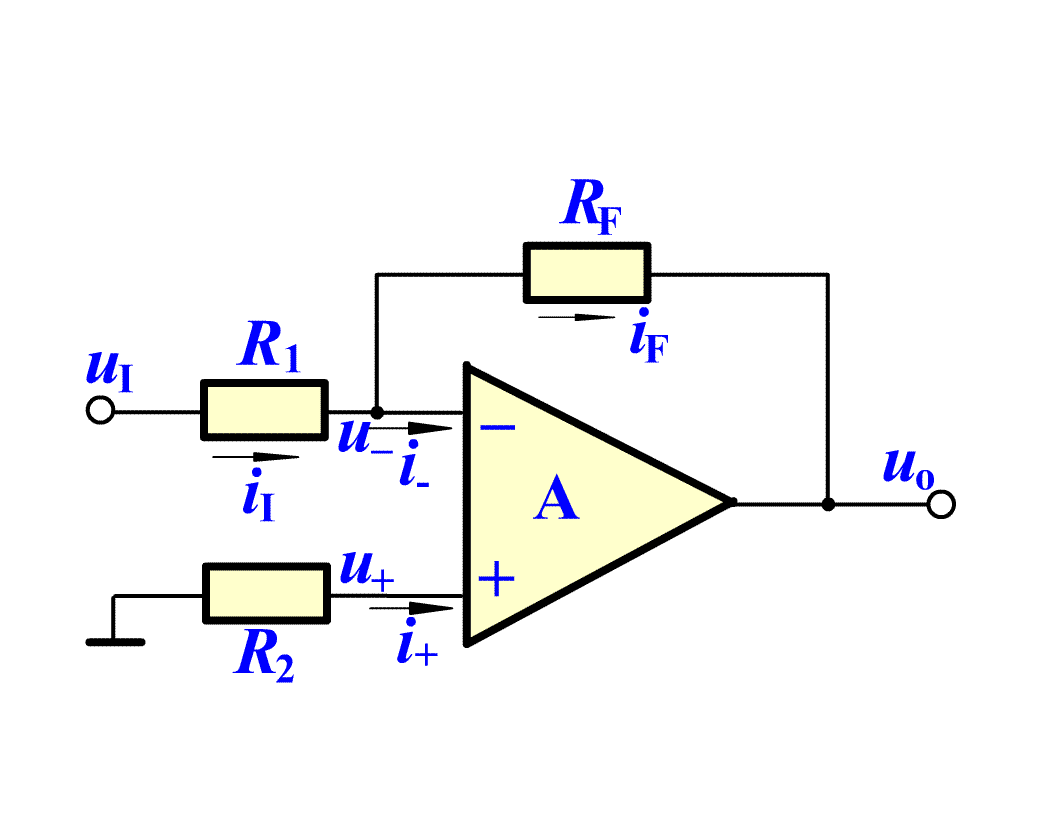 R_F
i_F
R_1
u_I
u_−
i_-
−
i_I
A
u_o
u_+
+
i_+
R_2